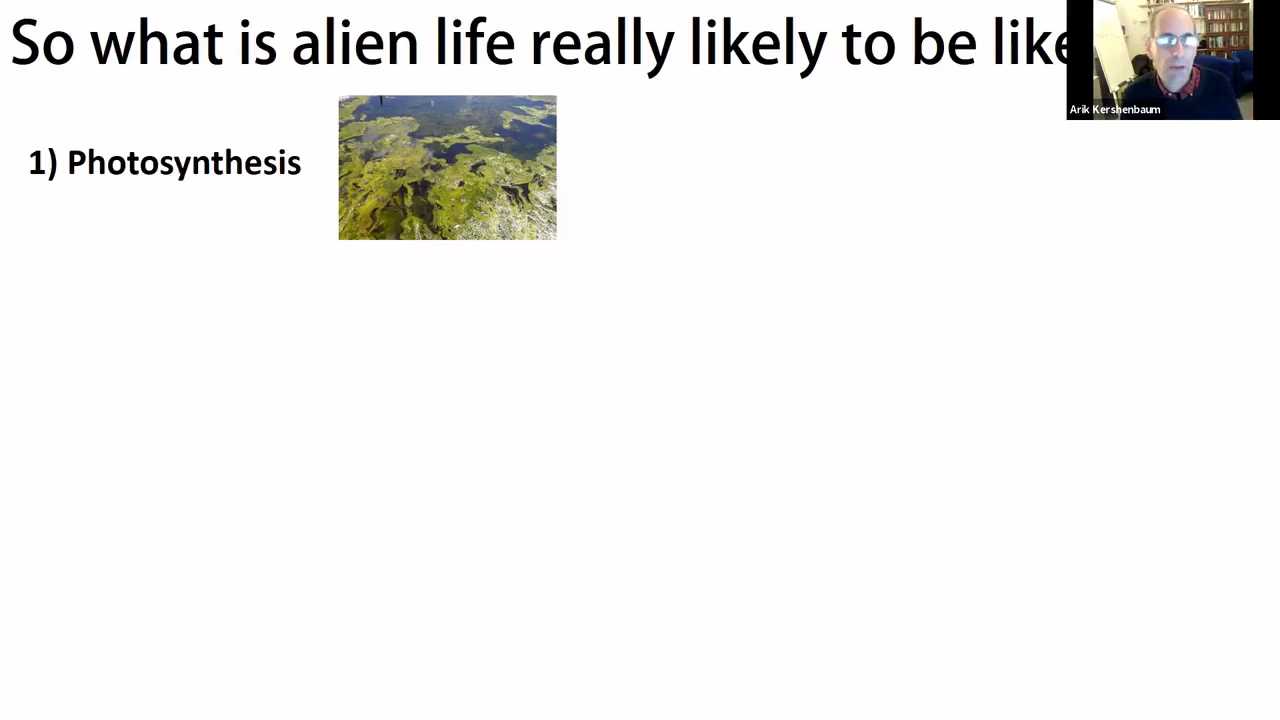 So what is alien life really likely to be like
Arik Kershenbaum
1) Photosynthesis